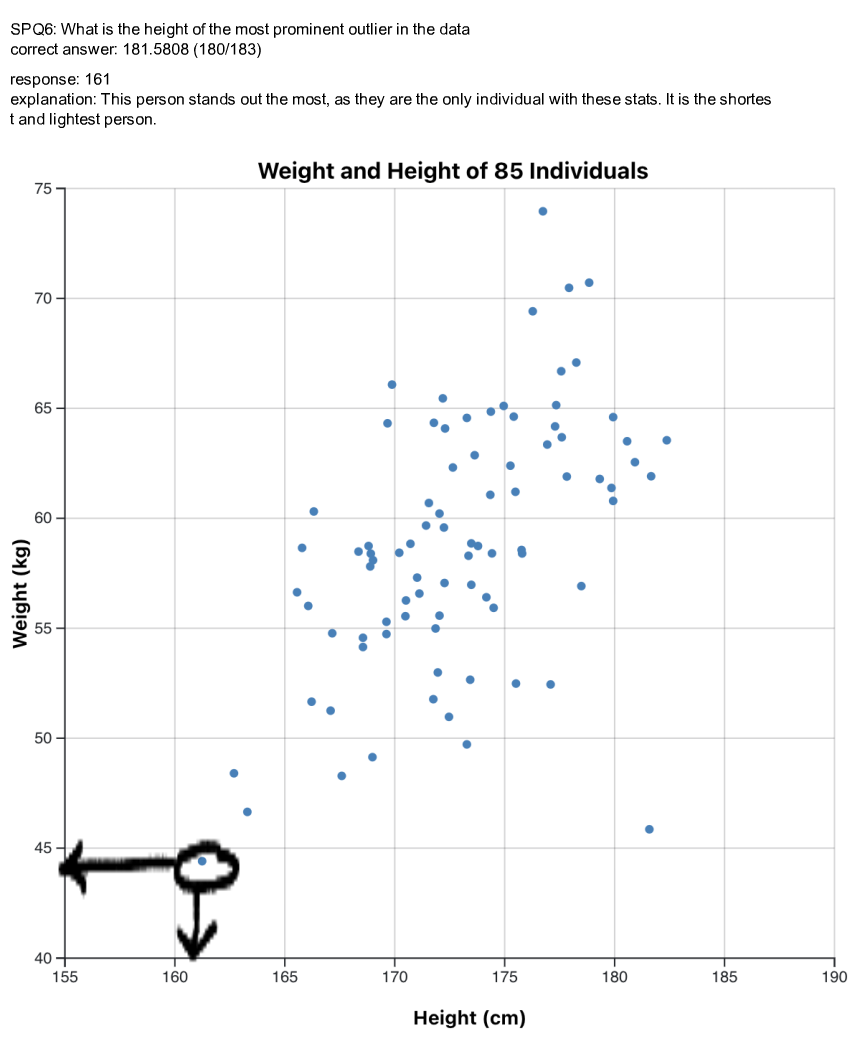 SPQ6: What is the height of the most prominent outlier in the data
correct answer: 181.5808 (180/183)
response: 161
explanation: This person stands out the most, as they are the only individual with these stats. It is the shortes
t and lightest person.
Weight and Height of 85 Individuals
75
70
65
60
55
50
45
40
Weight (kg)
155 160 165 170 175 180 185 190
Height (cm)